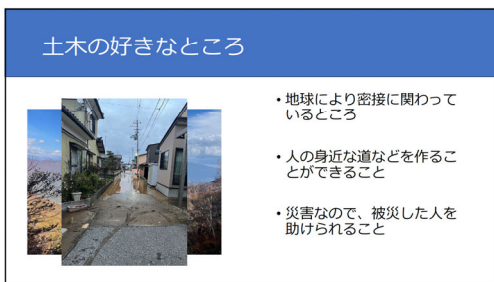 土木の好きなところ
• 地球により密接に関わって
いるところ
• 人の身近な道などを作るこ
とができること
• 災害なので、被災した人を
助けられること